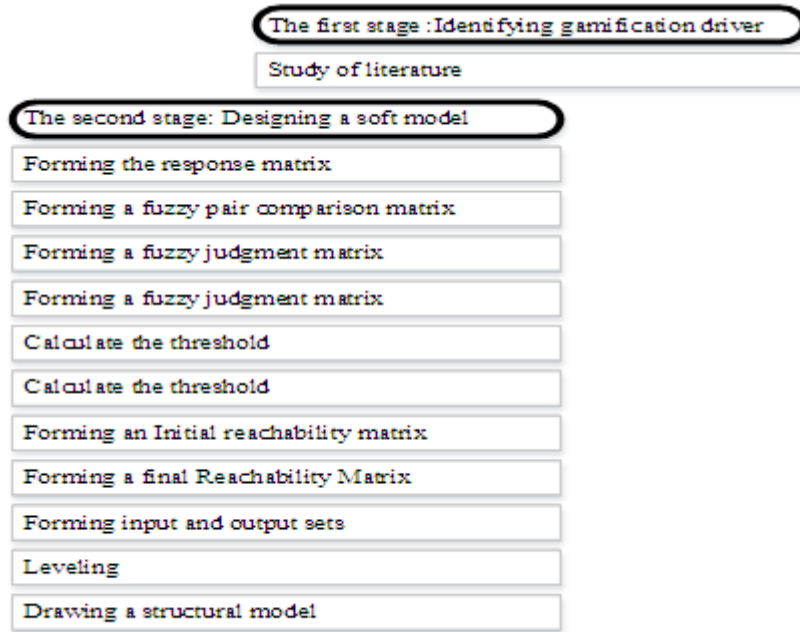 The first stage :Identifying gamification driver
Study of literature
The second stage: Designing a soft model
Forming the response matrix
Forming a fuzzy pair comparison matrix
Forming a fuzzy judgment matrix
Forming a fuzzy judgment matrix
Calculate the threshold
Calculate the threshold
Forming an Initial reachability matrix
Forming a final Reachability Matrix
Forming input and output sets
Leveling
Drawing a structural model